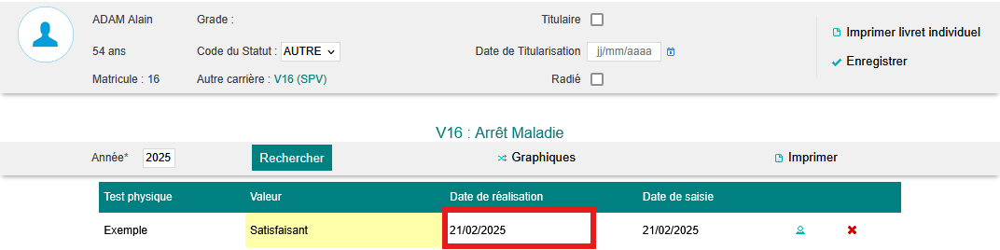 ADAM Alain Grade : Titulaire
Imprimer livret individuel
54 ans Code du Statut : AUTRE Date de Titularisation jj/mm/aaaa
Enregistrer
Matricule : 16 Autre carrière : V16 (SPV) Radié
V16 : Arrêt Maladie
Année* 2025 Rechercher Graphiques Imprimer
Test physique Valeur Date de réalisation Date de saisie
Exemple Satisfaisant 21/02/2025 21/02/2025